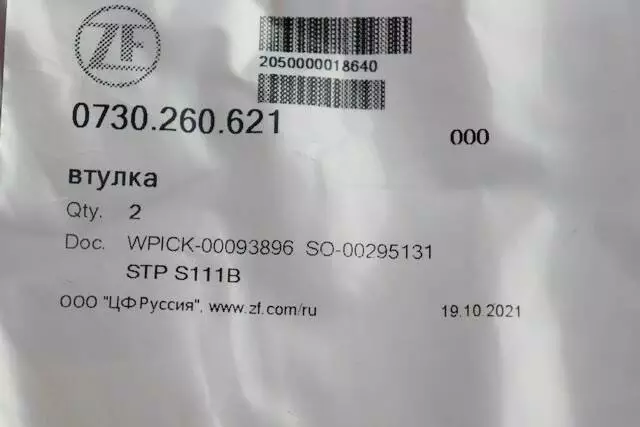 ZF
2050000018640
0730.260.621
000
втулка
Qty. 2
Doc. WPICK-00093896 SO-00295131
STP S111B
ООО "ЦФ Руссия", www.zf.com/ru 19.10.2021